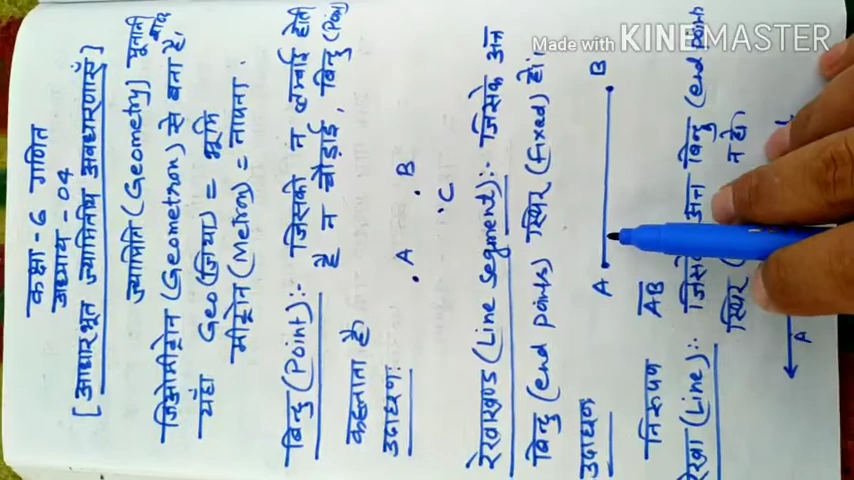 कक्षा - 6 गणित
अध्याय - 04
[ आधारभूत ज्यामितीय अवधारणाएँ ]
ज्यामिति (Geometry) यूनानी शब्द
जिओमीट्रोन (Geometron) से बना है,
यहाँ Geo (जिया) = भूमि
मीट्रोन (Metron) = नापना.
बिन्दु (Point) :- जिसकी न लम्बाई होती
है न चौड़ाई, बिन्दु
कहलाता है।
उदाहरण:
A . B
. C
रेखाखण्ड (Line Segment) :- जिसके अन्त
बिन्दु (end points) स्थिर (Fixed) हो।
उदाहरण
A B
निरूपण AB
रेखा (Line) :- अन्त बिन्दु (end point
स्थिर ( न हो।
A
Made with KINEMASTER